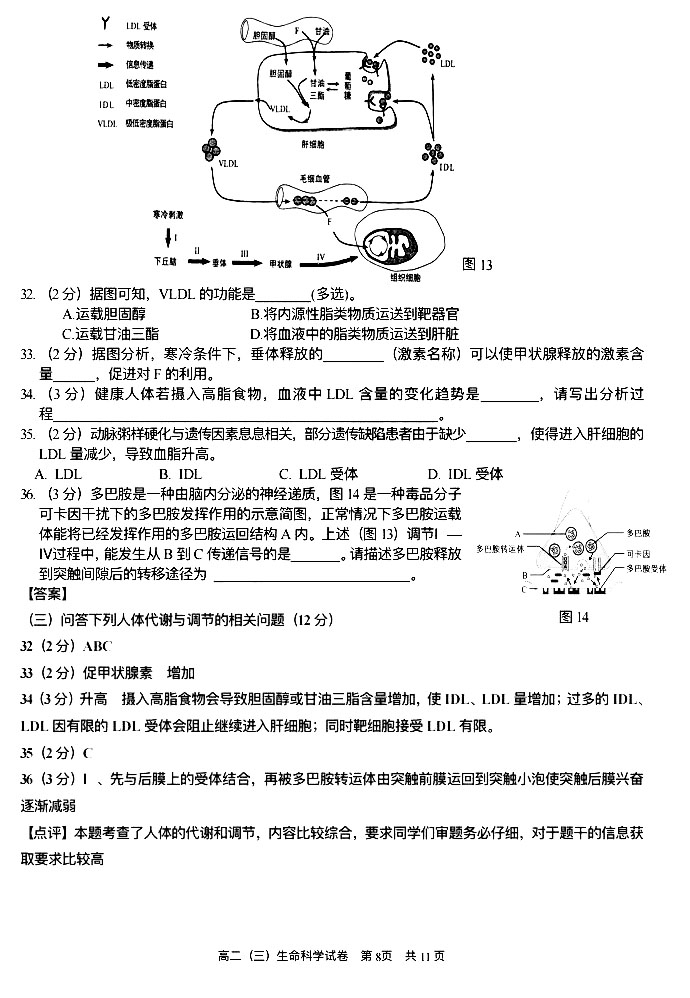 LDL 受体
物质转换
信息传递
LDL 低密度脂蛋白
IDL 中密度脂蛋白
VLDL 极低密度脂蛋白
胆固醇 F 甘油
胆固醇
甘油三酯
葡萄糖
VLDL
肝细胞
LDL
VLDL
IDL
毛细血管
F
寒冷刺激
I
下丘脑 II 垂体 III 甲状腺 IV
组织细胞
图 13
32. （2 分）据图可知，VLDL 的功能是________(多选)。
A.运载胆固醇 B.将内源性脂类物质运送到靶器官
C.运载甘油三酯 D.将血液中的脂类物质运送到肝脏
33. （2 分）据图分析，寒冷条件下，垂体释放的________（激素名称）可以使甲状腺释放的激素含
量______，促进对 F 的利用。
34. （3 分）健康人体若摄入高脂食物，血液中 LDL 含量的变化趋势是________，请写出分析过
程____________________________________________________。
35. （2 分）动脉粥样硬化与遗传因素息息相关，部分遗传缺陷患者由于缺少_______，使得进入肝细胞的
LDL 量减少，导致血脂升高。
A. LDL B. IDL C. LDL 受体 D. IDL 受体
36. （3 分）多巴胺是一种由脑内分泌的神经递质，图 14 是一种毒品分子
可卡因干扰下的多巴胺发挥作用的示意简图，正常情况下多巴胺运载
体能将已经发挥作用的多巴胺运回结构 A 内。上述（图 13）调节Ⅰ —
Ⅳ过程中，能发生从 B 到 C 传递信号的是_______。请描述多巴胺释放
到突触间隙后的转移途径为 __________________________。
A
多巴胺
多巴胺转运体
可卡因
B
多巴胺受体
C
图 14
【答案】
（三）问答下列人体代谢与调节的相关问题（12 分）
32（2 分）ABC
33（2 分）促甲状腺素 增加
34（3 分）升高 摄入高脂食物会导致胆固醇或甘油三脂含量增加，使 IDL、LDL 量增加；过多的 IDL、
LDL 因有限的 LDL 受体会阻止继续进入肝细胞；同时靶细胞接受 LDL 有限。
35（2 分）C
36（3 分）Ⅰ 、先与后膜上的受体结合，再被多巴胺转运体由突触前膜运回到突触小泡使突触后膜兴奋
逐渐减弱
【点评】本题考查了人体的代谢和调节，内容比较综合，要求同学们审题务必仔细，对于题干的信息获
取要求比较高
高二（三）生命科学试卷 第 8页 共 11 页